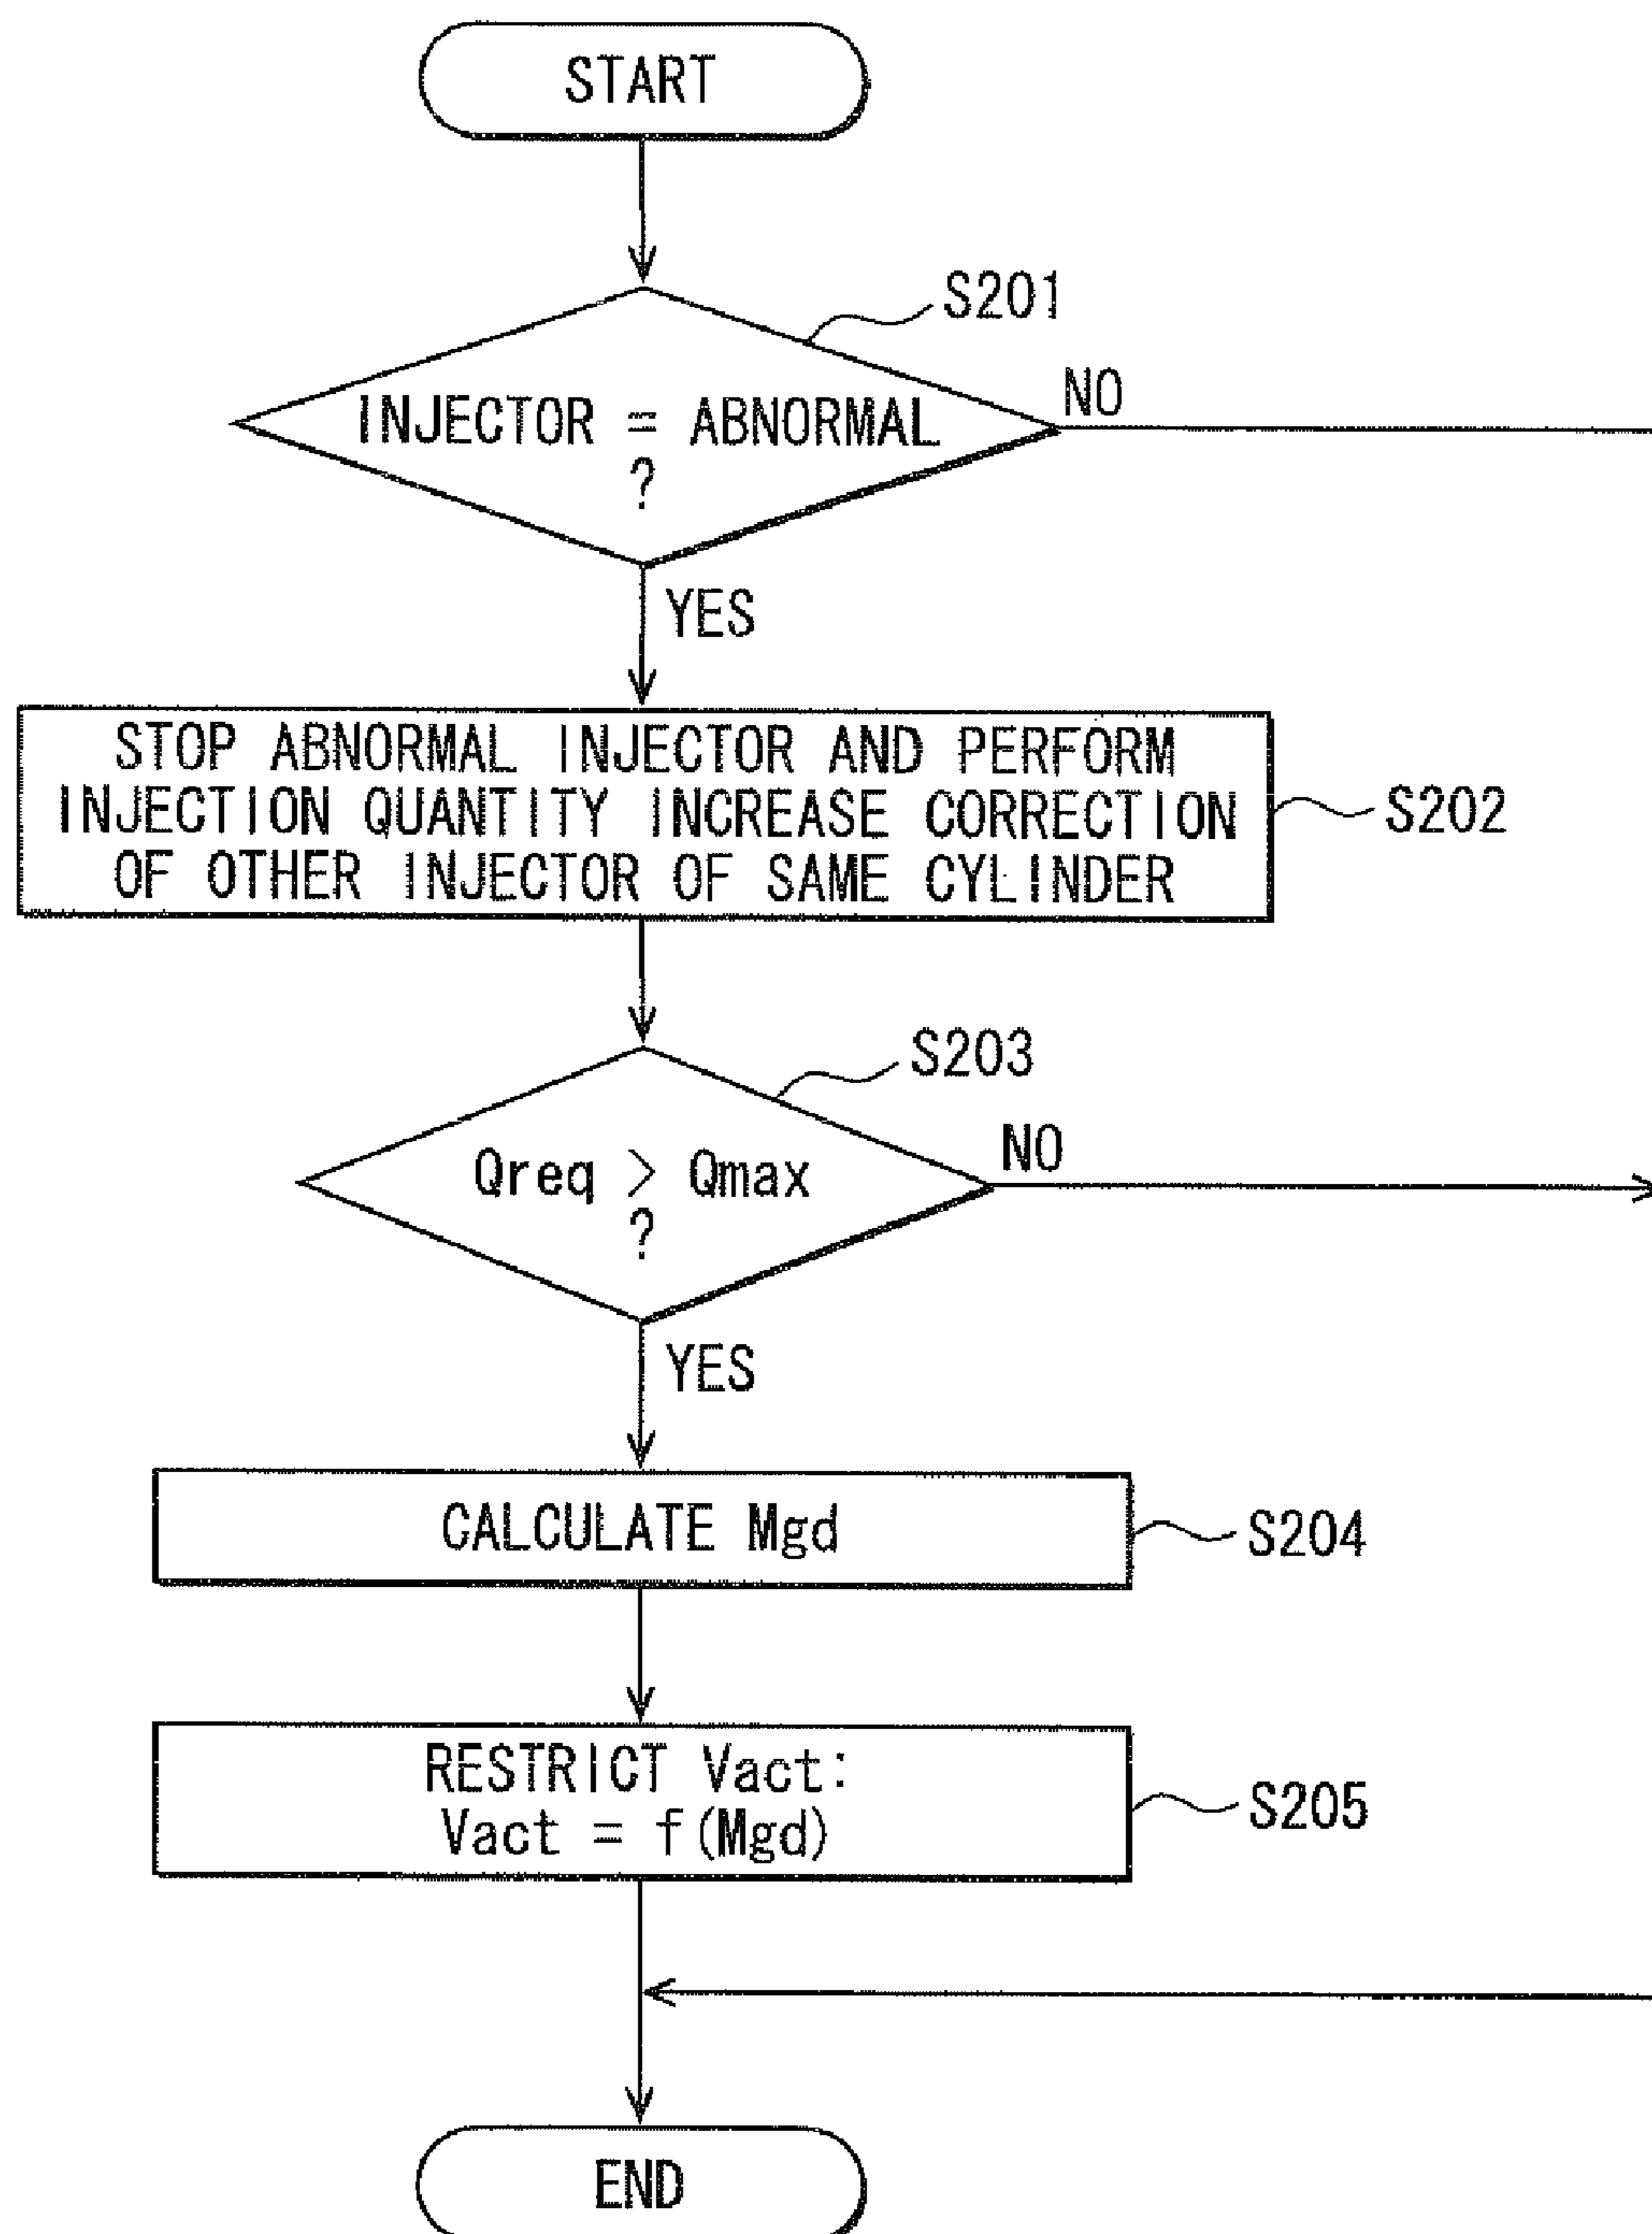 START
S201
INJECTOR = ABNORMAL
?
NO
YES
STOP ABNORMAL INJECTOR AND PERFORM
INJECTION QUANTITY INCREASE CORRECTION
OF OTHER INJECTOR OF SAME CYLINDER
S202
S203
Qreq > Qmax
?
NO
YES
CALCULATE Mgd
S204
RESTRICT Vact:
Vact = f(Mgd)
S205
END